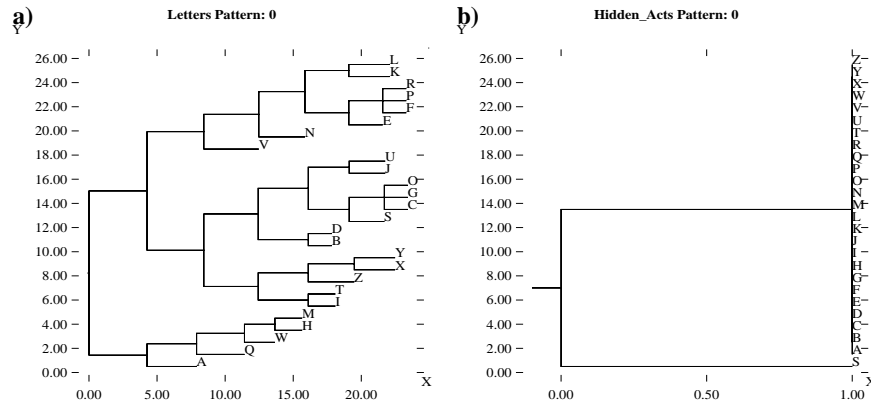 a)
Letters Pattern: 0
Y
26.00
24.00
22.00
20.00
18.00
16.00
14.00
12.00
10.00
8.00
6.00
4.00
2.00
0.00
L
K
R
P
F
E
N
V
U
J
O
G
C
S
D
B
Y
X
Z
T
I
M
H
W
Q
A
X
0.00 5.00 10.00 15.00 20.00
b)
Hidden_Acts Pattern: 0
Y
26.00
24.00
22.00
20.00
18.00
16.00
14.00
12.00
10.00
8.00
6.00
4.00
2.00
0.00
Z
Y
X
W
V
U
T
R
Q
P
O
N
M
L
K
J
I
H
G
F
E
D
C
B
A
S
X
0.00 0.50 1.00